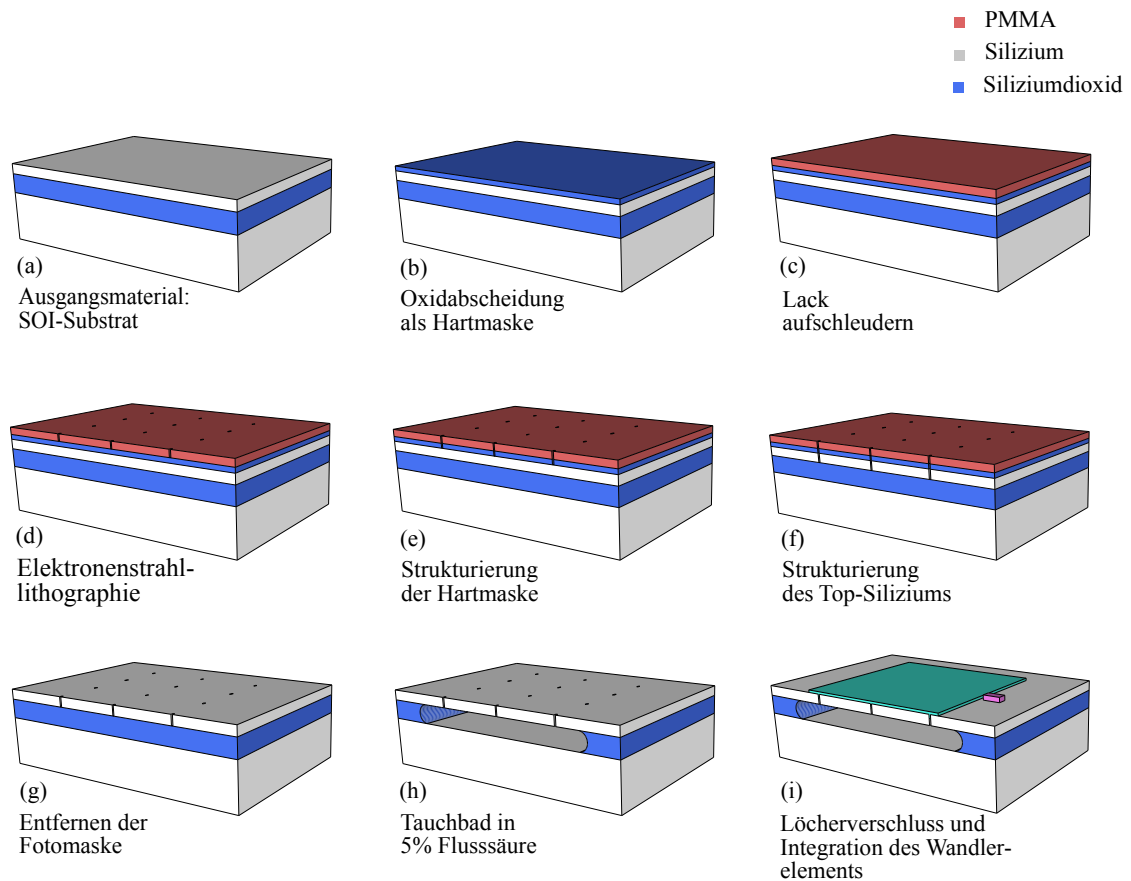 PMMA
Silizium
Siliziumdioxid
(a)
Ausgangsmaterial:
SOI-Substrat
(b)
Oxidabscheidung
als Hartmaske
(c)
Lack
aufschleudern
(d)
Elektronenstrahl-
lithographie
(e)
Strukturierung
der Hartmaske
(f)
Strukturierung
des Top-Siliziums
(g)
Entfernen der
Fotomaske
(h)
Tauchbad in
5% Flusssäure
(i)
Löcherverschluss und
Integration des Wandler-
elements